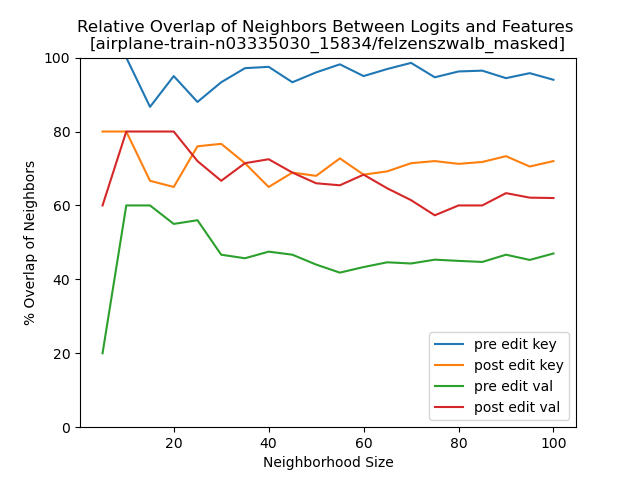 Relative Overlap of Neighbors Between Logits and Features
[airplane-train-n03335030_15834/felzenszwalb_masked]
% Overlap of Neighbors
100
80
60
40
20
0
20 40 60 80 100
Neighborhood Size
pre edit key
post edit key
pre edit val
post edit val